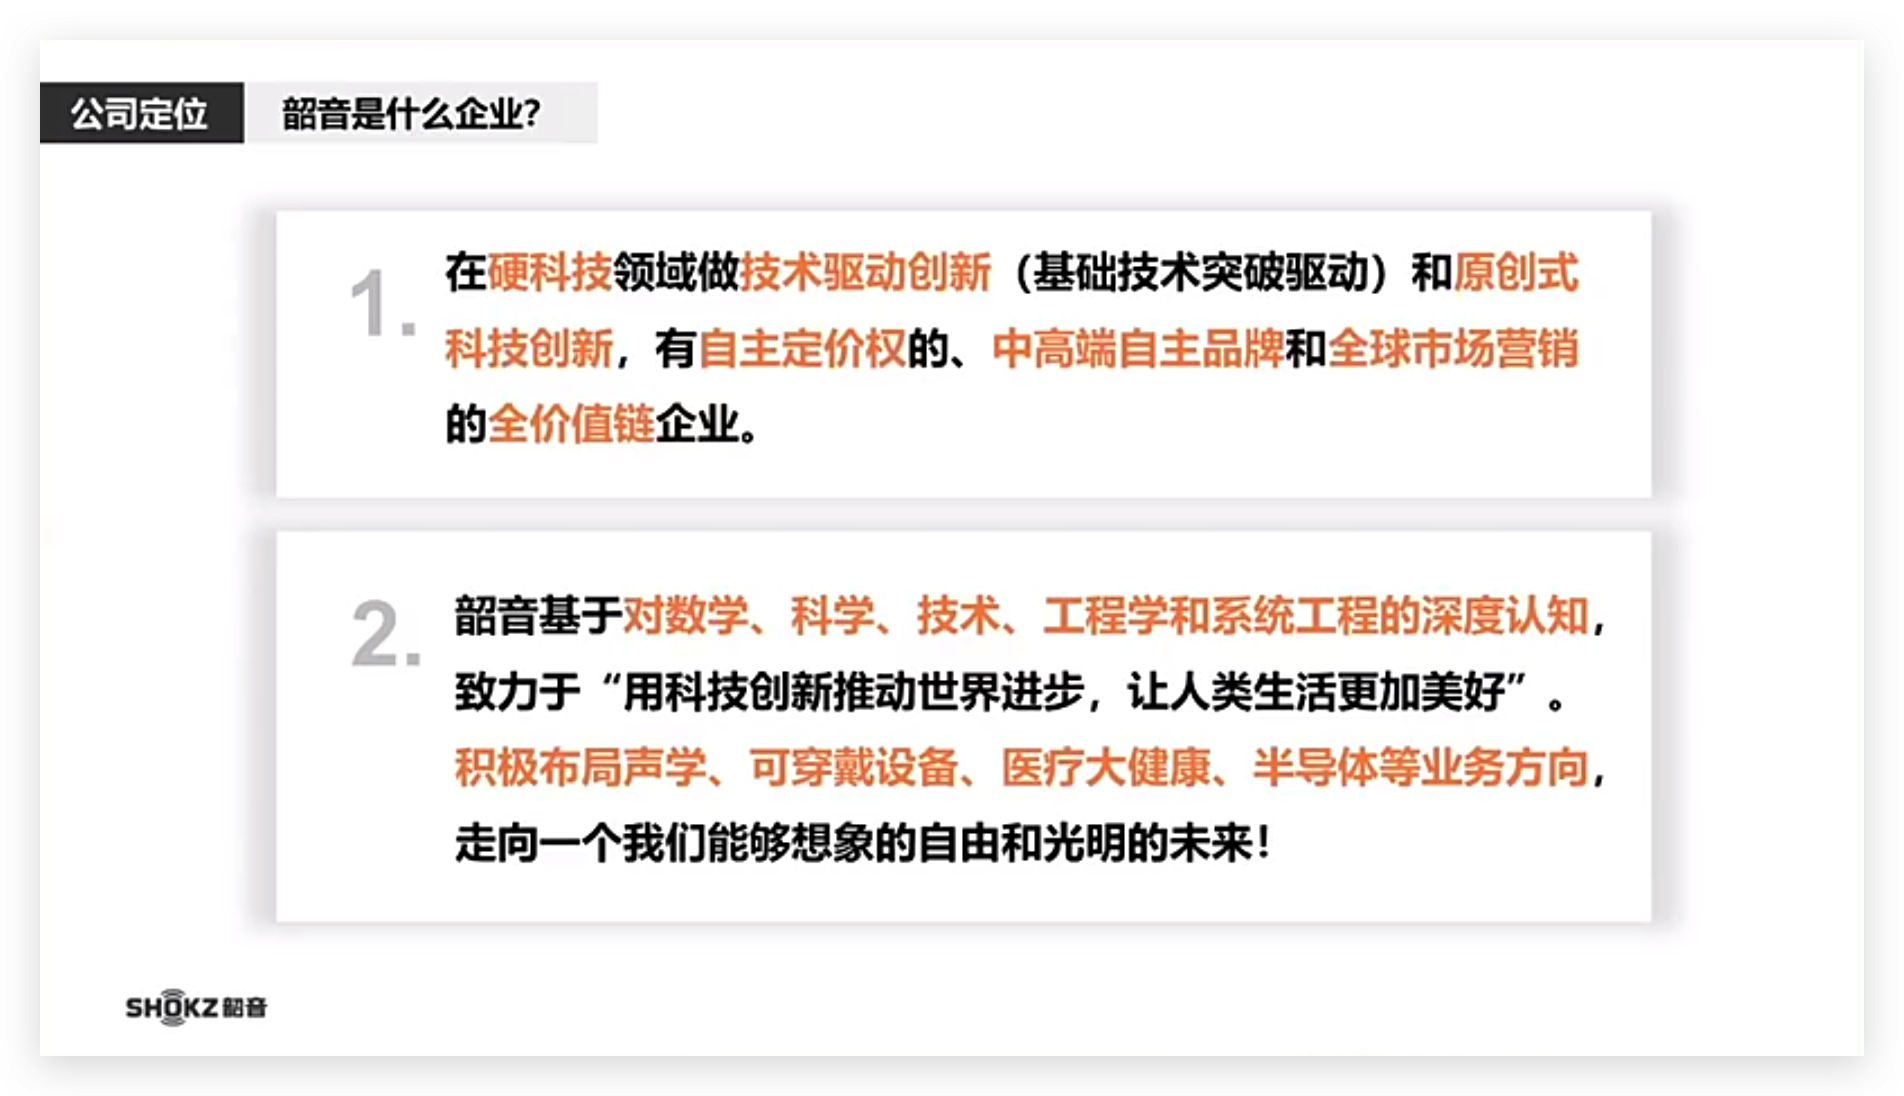 公司定位
韶音是什么企业？
1.
在硬科技领域做技术驱动创新（基础技术突破驱动）和原创式
科技创新，有自主定价权的、中高端自主品牌和全球市场营销
的全价值链企业。
2.
韶音基于对数学、科学、技术、工程学和系统工程的深度认知，
致力于“用科技创新推动世界进步，让人类生活更加美好”。
积极布局声学、可穿戴设备、医疗大健康、半导体等业务方向，
走向一个我们能够想象的自由和光明的未来！
SHOKZ韶音